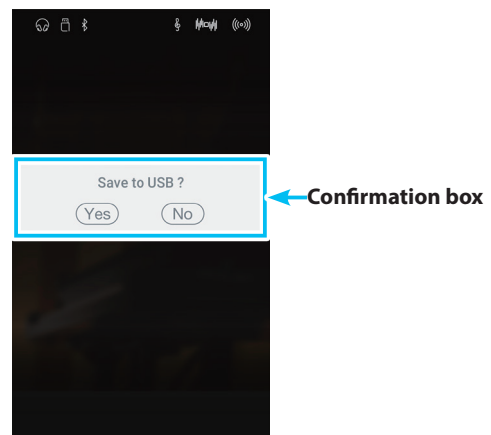 Save to USB ?
Confirmation box
Yes
No